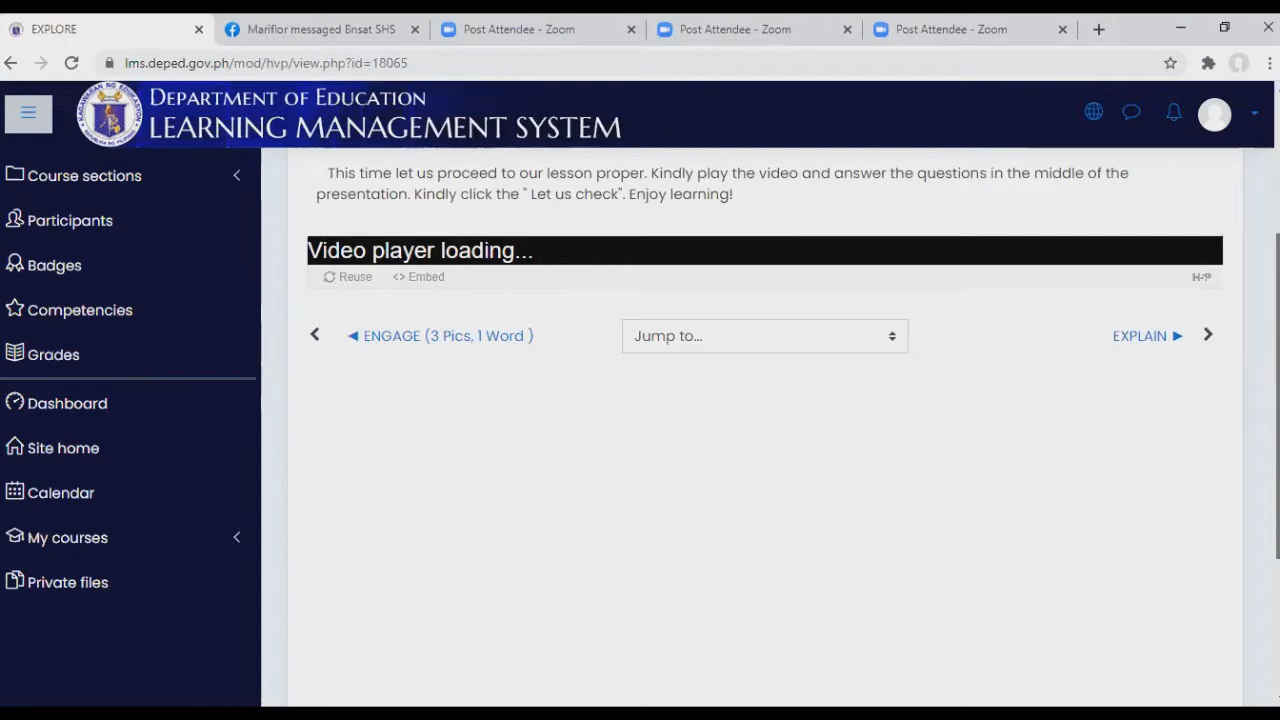 EXPLORE
Mariflor messaged Bnsat SHS
Post Attendee - Zoom
Post Attendee - Zoom
Post Attendee - Zoom
lms.deped.gov.ph/mod/hvp/view.php?id=18065
DEPARTMENT OF EDUCATION
LEARNING MANAGEMENT SYSTEM
Course sections
Participants
Badges
Competencies
Grades
Dashboard
Site home
Calendar
My courses
Private files
This time let us proceed to our lesson proper. Kindly play the video and answer the questions in the middle of the
presentation. Kindly click the " Let us check". Enjoy learning!
Video player loading...
Reuse <> Embed H-P
◄ ENGAGE (3 Pics, 1 Word )
Jump to...
EXPLAIN ►